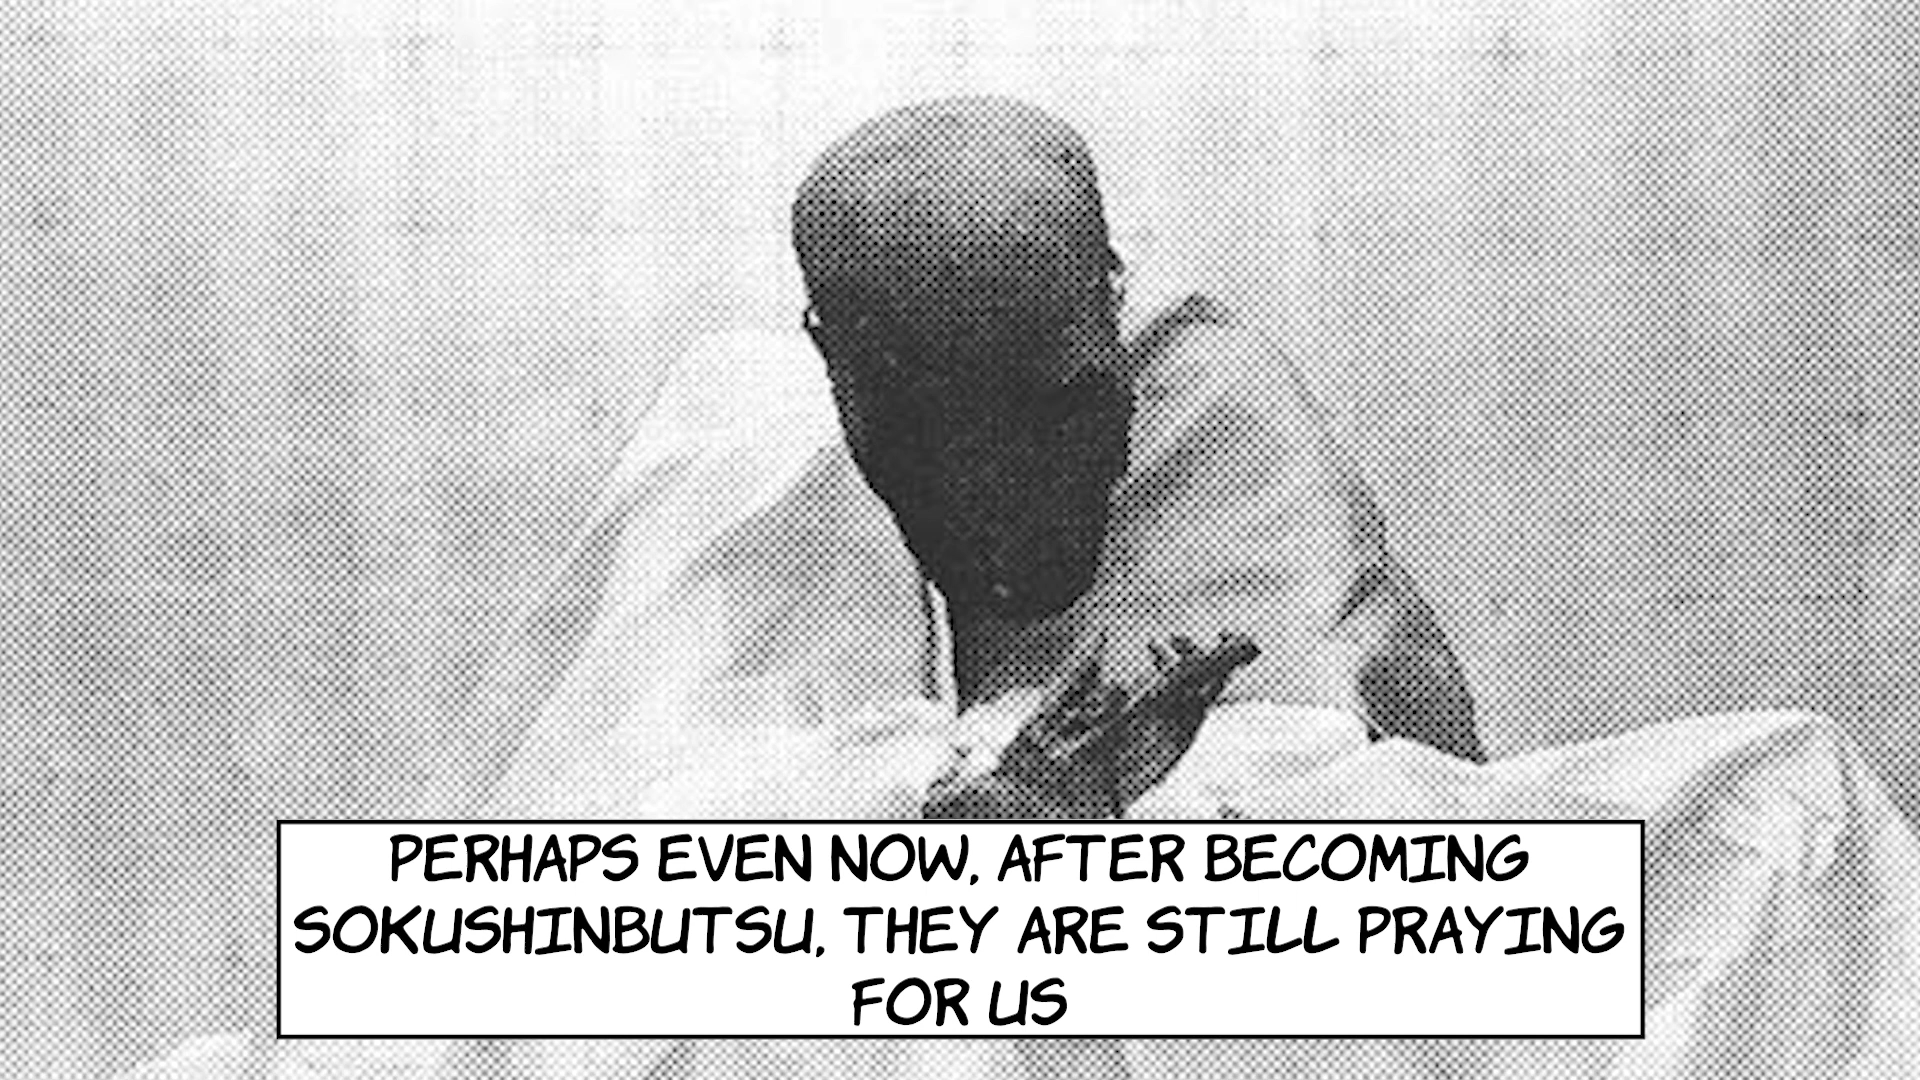 PERHAPS EVEN NOW, AFTER BECOMING
SOKUSHINBUTSU, THEY ARE STILL PRAYING
FOR US